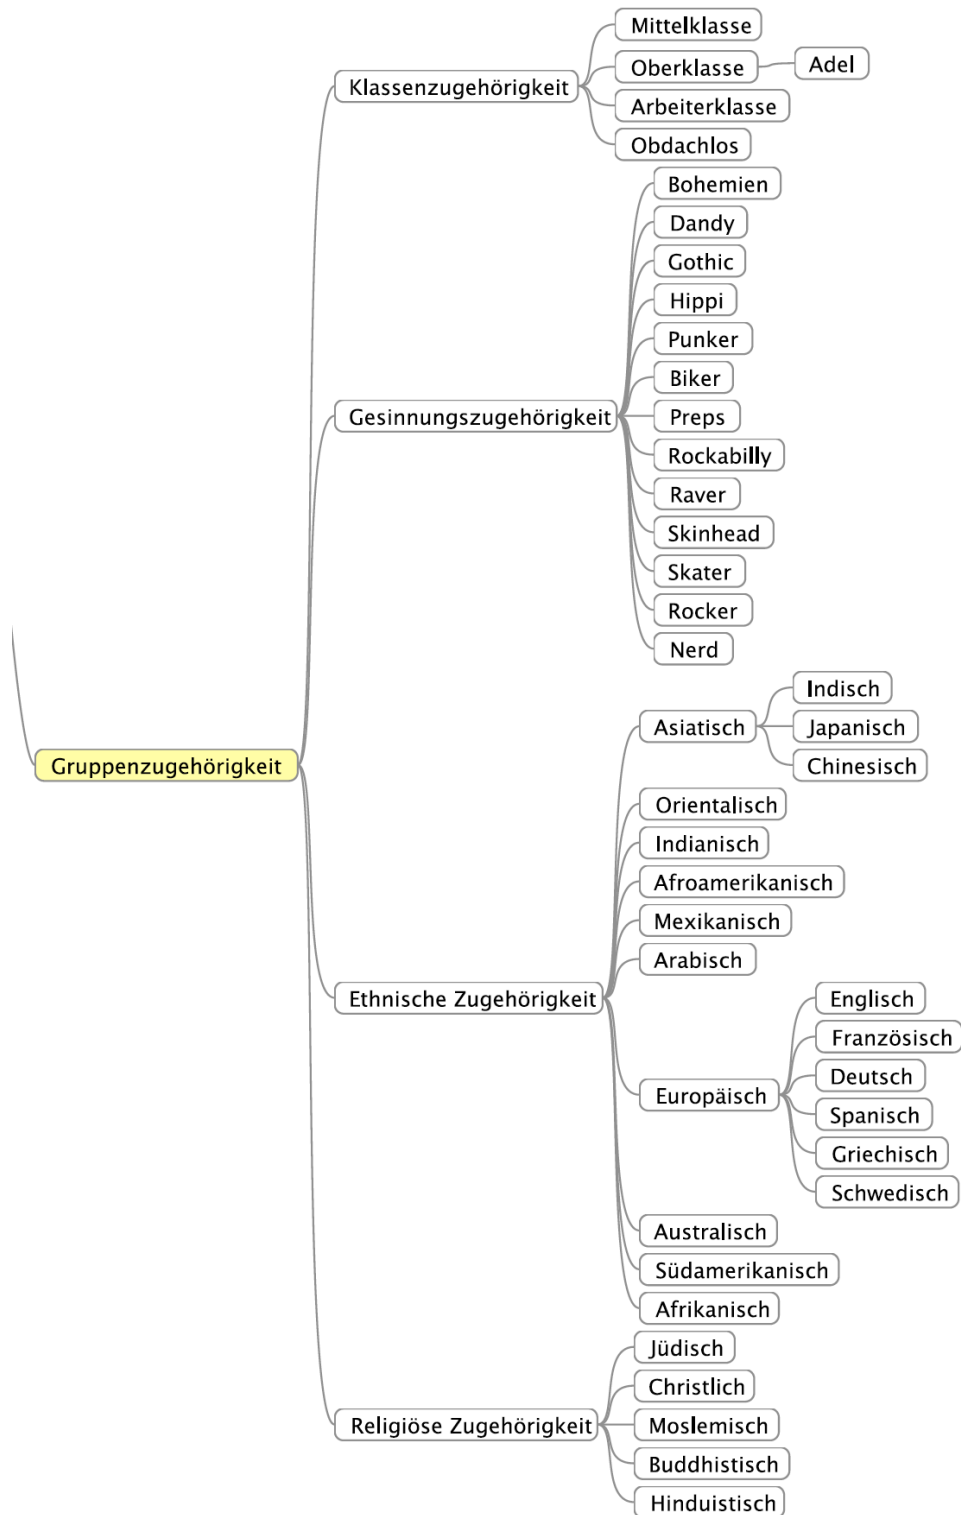 Mittelklasse
Oberklasse
Adel
Klassenzugehörigkeit
Arbeiterklasse
Obdachlos
Bohemien
Dandy
Gothic
Hippi
Punker
Biker
Gesinnungszugehörigkeit
Preps
Rockabilly
Raver
Skinhead
Skater
Rocker
Nerd
Indisch
Asiatisch
Japanisch
Gruppenzugehörigkeit
Chinesisch
Orientalisch
Indianisch
Afroamerikanisch
Mexikanisch
Arabisch
Ethnische Zugehörigkeit
Englisch
Französisch
Deutsch
Europäisch
Spanisch
Griechisch
Schwedisch
Australisch
Südamerikanisch
Afrikanisch
Jüdisch
Christlich
Religiöse Zugehörigkeit
Moslemisch
Buddhistisch
Hinduistisch